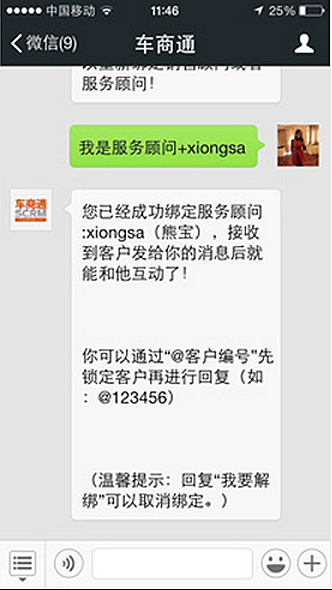 中国移动 11:46 25%
微信(9) 车商通
服务顾问！
我是服务顾问+xiongsa
车商通
SCRM
您已经成功绑定服务顾问
:xiongsa（熊宝），接收
到客户发给你的消息后就
能和他互动了！
你可以通过“@客户编号”先
锁定客户再进行回复（如
：@123456）
（温馨提示：回复“我要解
绑”可以取消绑定。）